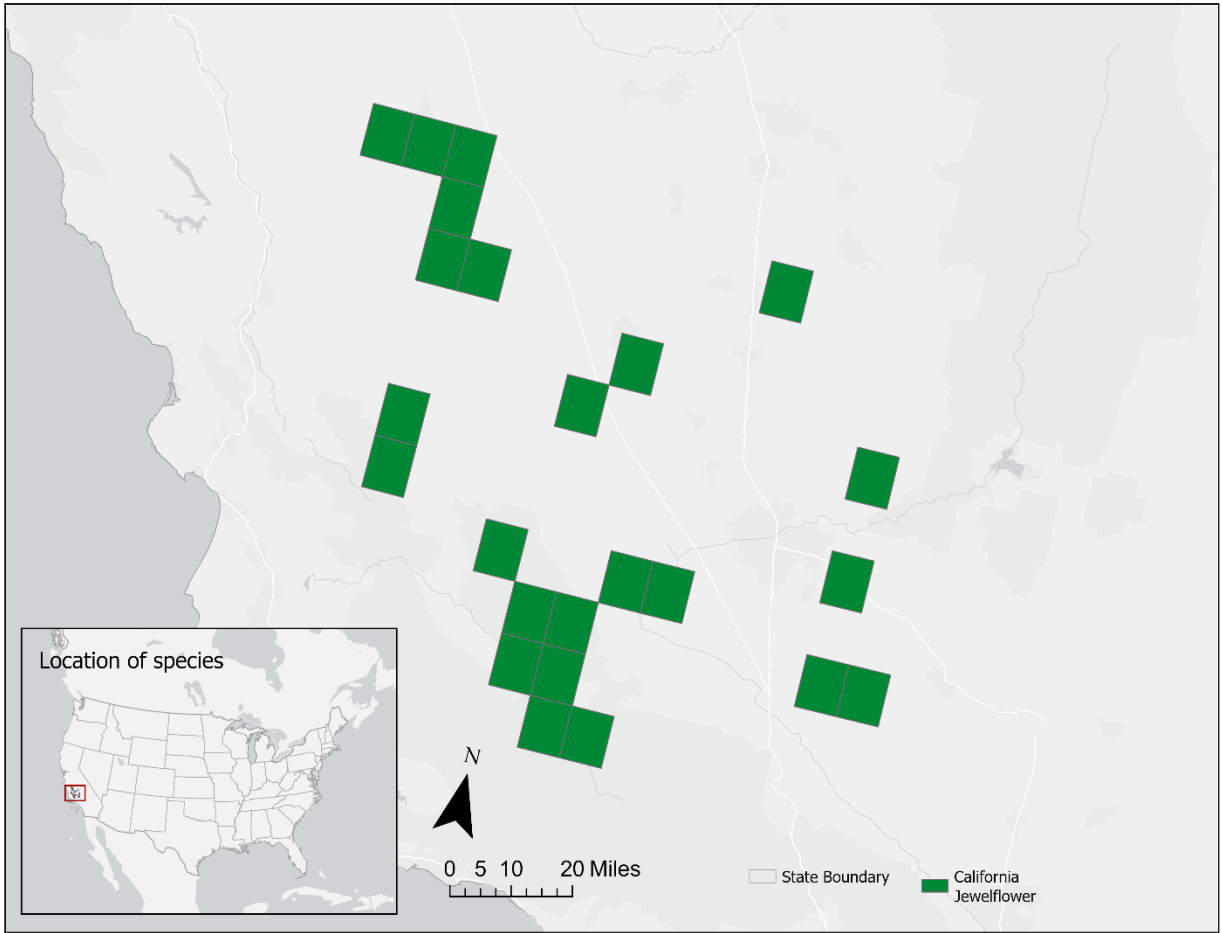 Location of species
N
0 5 10 20 Miles
State Boundary
California
Jewelflower